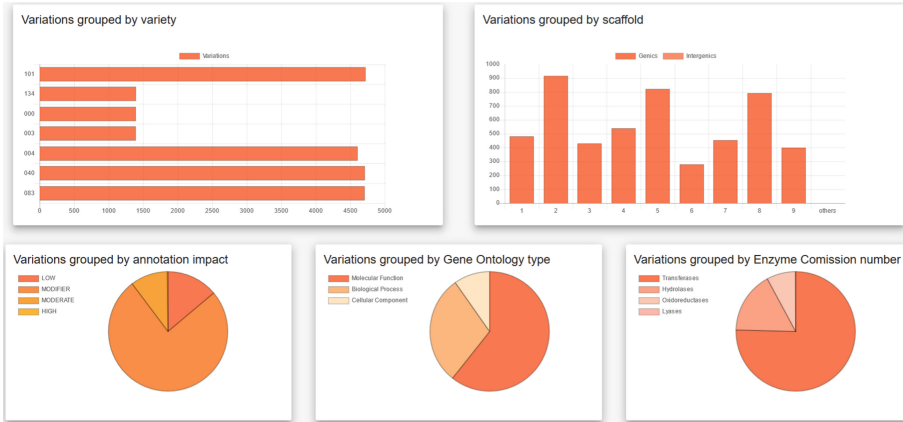 Variations grouped by variety
Variations
101
134
000
003
004
040
083
0 500 1000 1500 2000 2500 3000 3500 4000 4500 5000
Variations grouped by scaffold
Genics Intergenics
1000
900
800
700
600
500
400
300
200
100
0
1 2 3 4 5 6 7 8 9 others
Variations grouped by annotation impact
LOW
MODIFIER
MODERATE
HIGH
Variations grouped by Gene Ontology type
Molecular Function
Biological Process
Cellular Component
Variations grouped by Enzyme Comission number
Transferases
Hydrolases
Oxidoreductases
Lyases